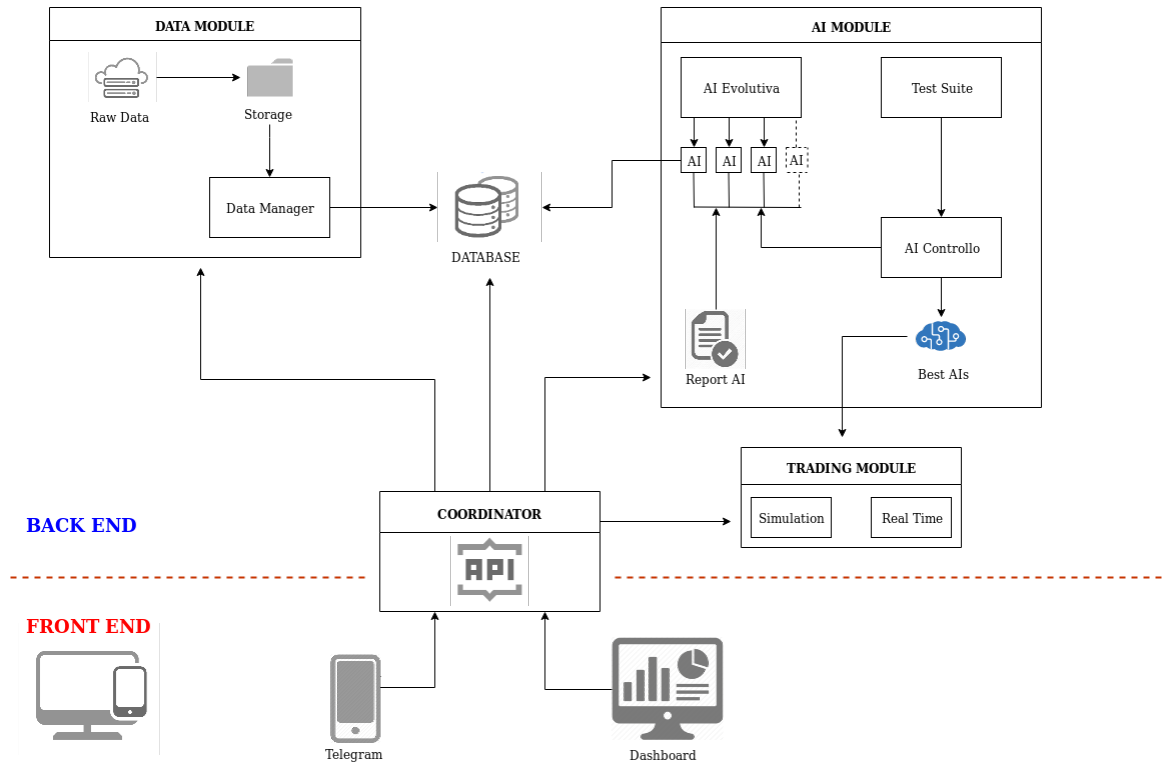 DATA MODULE
Raw Data
Storage
Data Manager
DATABASE
AI MODULE
AI Evolutiva
Test Suite
AI
AI
AI
AI
AI Controllo
Report AI
Best AIs
TRADING MODULE
Simulation
Real Time
COORDINATOR
API
BACK END
FRONT END
Telegram
Dashboard